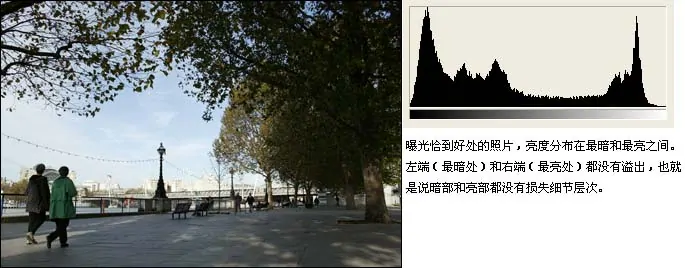 曝光恰到好处的照片，亮度分布在最暗和最亮之间。
左端（最暗处）和右端（最亮处）都没有溢出，也就
是说暗部和亮部都没有损失细节层次。